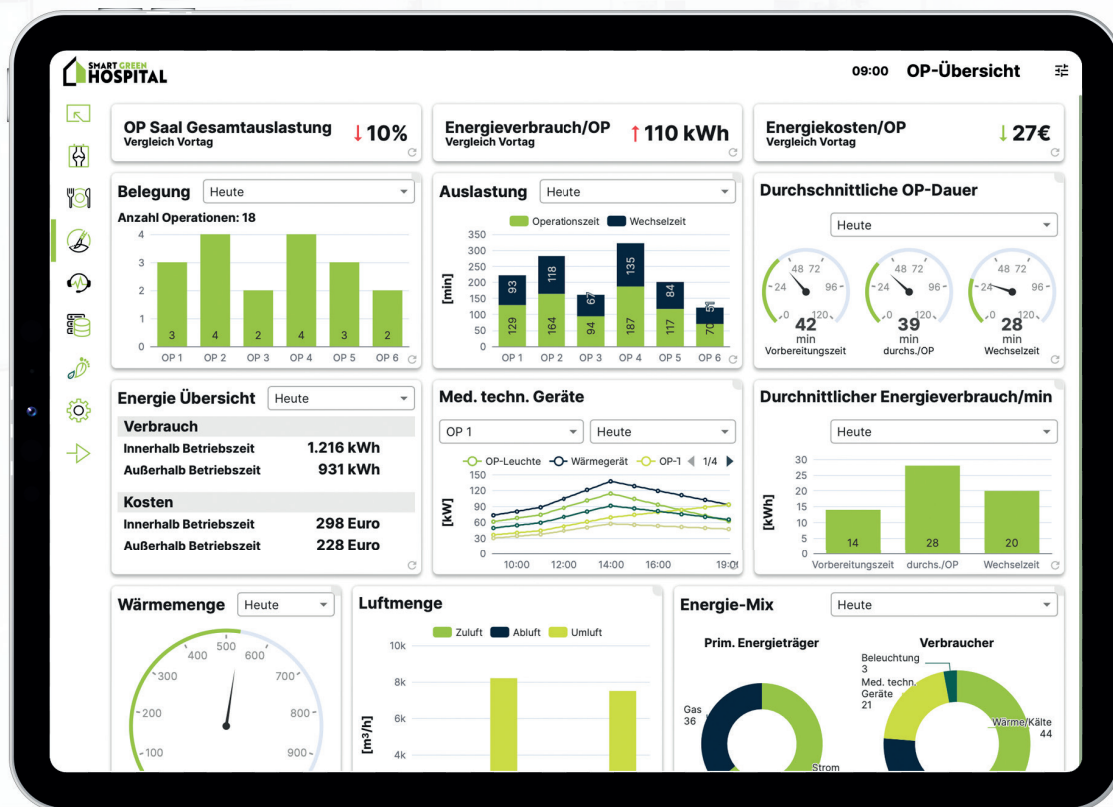 SMART GREEN
HOSPITAL
09:00 OP-Übersicht
OP Saal Gesamtauslastung
Vergleich Vortag
↓10%
Energieverbrauch/OP
Vergleich Vortag
↑110 kWh
Energiekosten/OP
Vergleich Vortag
↓27€
Belegung Heute
Anzahl Operationen: 18
4
3
2
1
0
3 4 2 4 3 2
OP 1 OP 2 OP 3 OP 4 OP 5 OP 6
Auslastung Heute
Operationszeit Wechselzeit
[min]
350
300
250
200
150
100
50
0
93 118 67 135 84 51
129 164 94 187 117 70
OP 1 OP 2 OP 3 OP 4 OP 5 OP 6
Durchschnittliche OP-Dauer
Heute
48 72
24 96
0 120
42
min
Vorbereitungszeit
48 72
24 96
0 120
39
min
durchs./OP
48 72
24 96
0 120
28
min
Wechselzeit
Energie Übersicht Heute
Verbrauch
Innerhalb Betriebszeit 1.216 kWh
Außerhalb Betriebszeit 931 kWh
Kosten
Innerhalb Betriebszeit 298 Euro
Außerhalb Betriebszeit 228 Euro
Med. techn. Geräte
OP 1 Heute
OP-Leuchte Wärmegerät OP-1 1/4
[kW]
150
120
90
60
30
0
10:00 12:00 14:00 16:00 19:00
Durchnittlicher Energieverbrauch/min
Heute
[kWh]
30
25
20
15
10
5
0
14 28 20
Vorbereitungszeit durchs./OP Wechselzeit
Wärmemenge Heute
500
400 600
300 700
200 800
100 900
Luftmenge
Zuluft Abluft Umluft
[m³/h]
10k
8k
6k
4k
Energie-Mix Heute
Prim. Energieträger
Gas
36
Strom
Verbraucher
Beleuchtung
3
Med. techn.
Geräte
21
Warme/Kälte
44